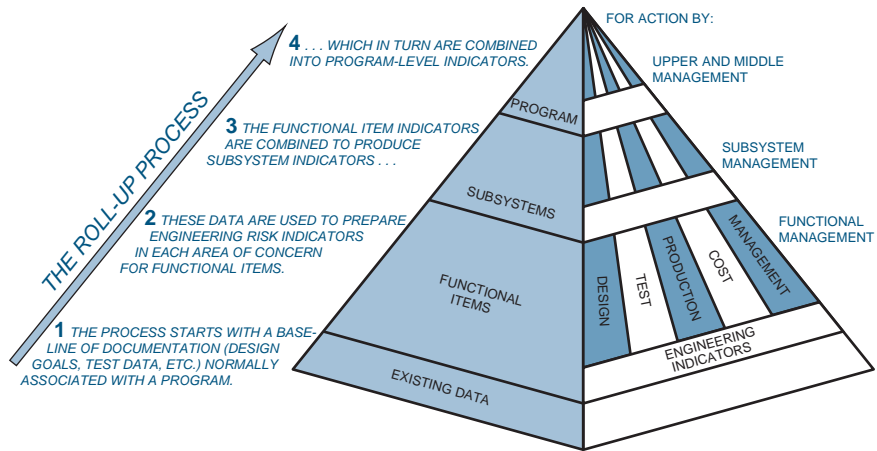 THE ROLL-UP PROCESS
4 . . . WHICH IN TURN ARE COMBINED
INTO PROGRAM-LEVEL INDICATORS.
3 THE FUNCTIONAL ITEM INDICATORS
ARE COMBINED TO PRODUCE
SUBSYSTEM INDICATORS . . .
2 THESE DATA ARE USED TO PREPARE
ENGINEERING RISK INDICATORS
IN EACH AREA OF CONCERN
FOR FUNCTIONAL ITEMS.
1 THE PROCESS STARTS WITH A BASE-
LINE OF DOCUMENTATION (DESIGN
GOALS, TEST DATA, ETC.) NORMALLY
ASSOCIATED WITH A PROGRAM.
PROGRAM
SUBSYSTEMS
FUNCTIONAL
ITEMS
EXISTING DATA
DESIGN
TEST
PRODUCTION
COST
MANAGEMENT
ENGINEERING
INDICATORS
FOR ACTION BY:
UPPER AND MIDDLE
MANAGEMENT
SUBSYSTEM
MANAGEMENT
FUNCTIONAL
MANAGEMENT